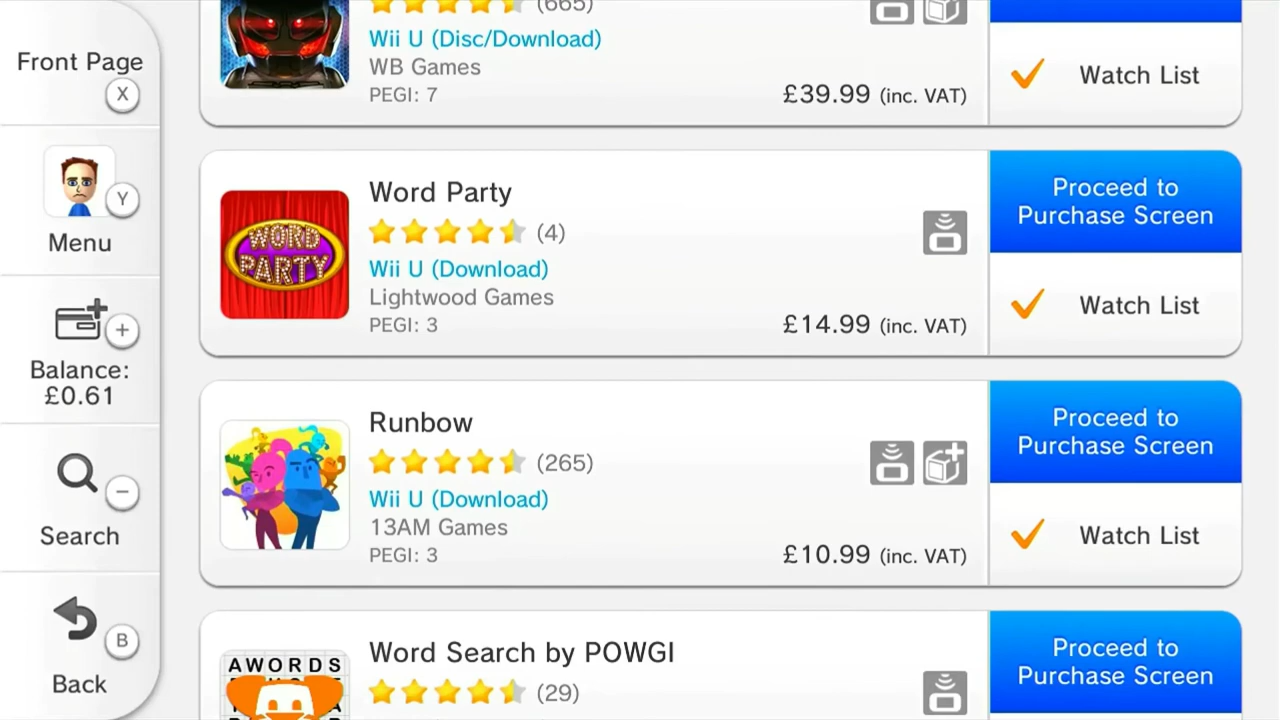 Front Page
X
Y
Menu
+
Balance:
£0.61
−
Search
B
Back
(665)
Wii U (Disc/Download)
WB Games
PEGI: 7
£39.99 (inc. VAT)
Watch List
Word Party
WORD
PARTY
(4)
Wii U (Download)
Lightwood Games
PEGI: 3
£14.99 (inc. VAT)
Proceed to
Purchase Screen
Watch List
Runbow
(265)
Wii U (Download)
13AM Games
PEGI: 3
£10.99 (inc. VAT)
Proceed to
Purchase Screen
Watch List
Word Search by POWGI
AWORDS
(29)
Proceed to
Purchase Screen